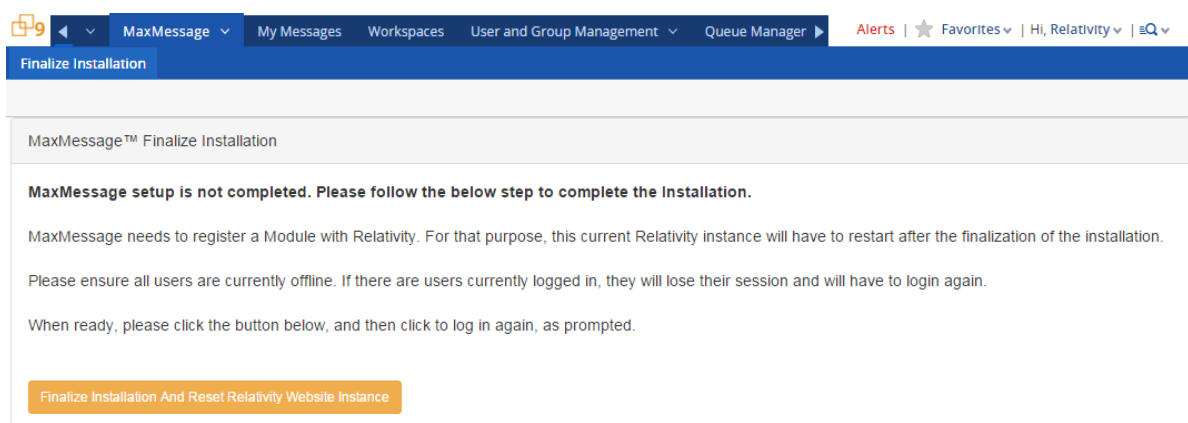 9 MaxMessage My Messages Workspaces User and Group Management Queue Manager Alerts | Favorites | Hi, Relativity |
Finalize Installation
MaxMessage™ Finalize Installation
MaxMessage setup is not completed. Please follow the below step to complete the Installation.
MaxMessage needs to register a Module with Relativity. For that purpose, this current Relativity instance will have to restart after the finalization of the installation.
Please ensure all users are currently offline. If there are users currently logged in, they will lose their session and will have to login again.
When ready, please click the button below, and then click to log in again, as prompted.
Finalize Installation And Reset Relativity Website Instance